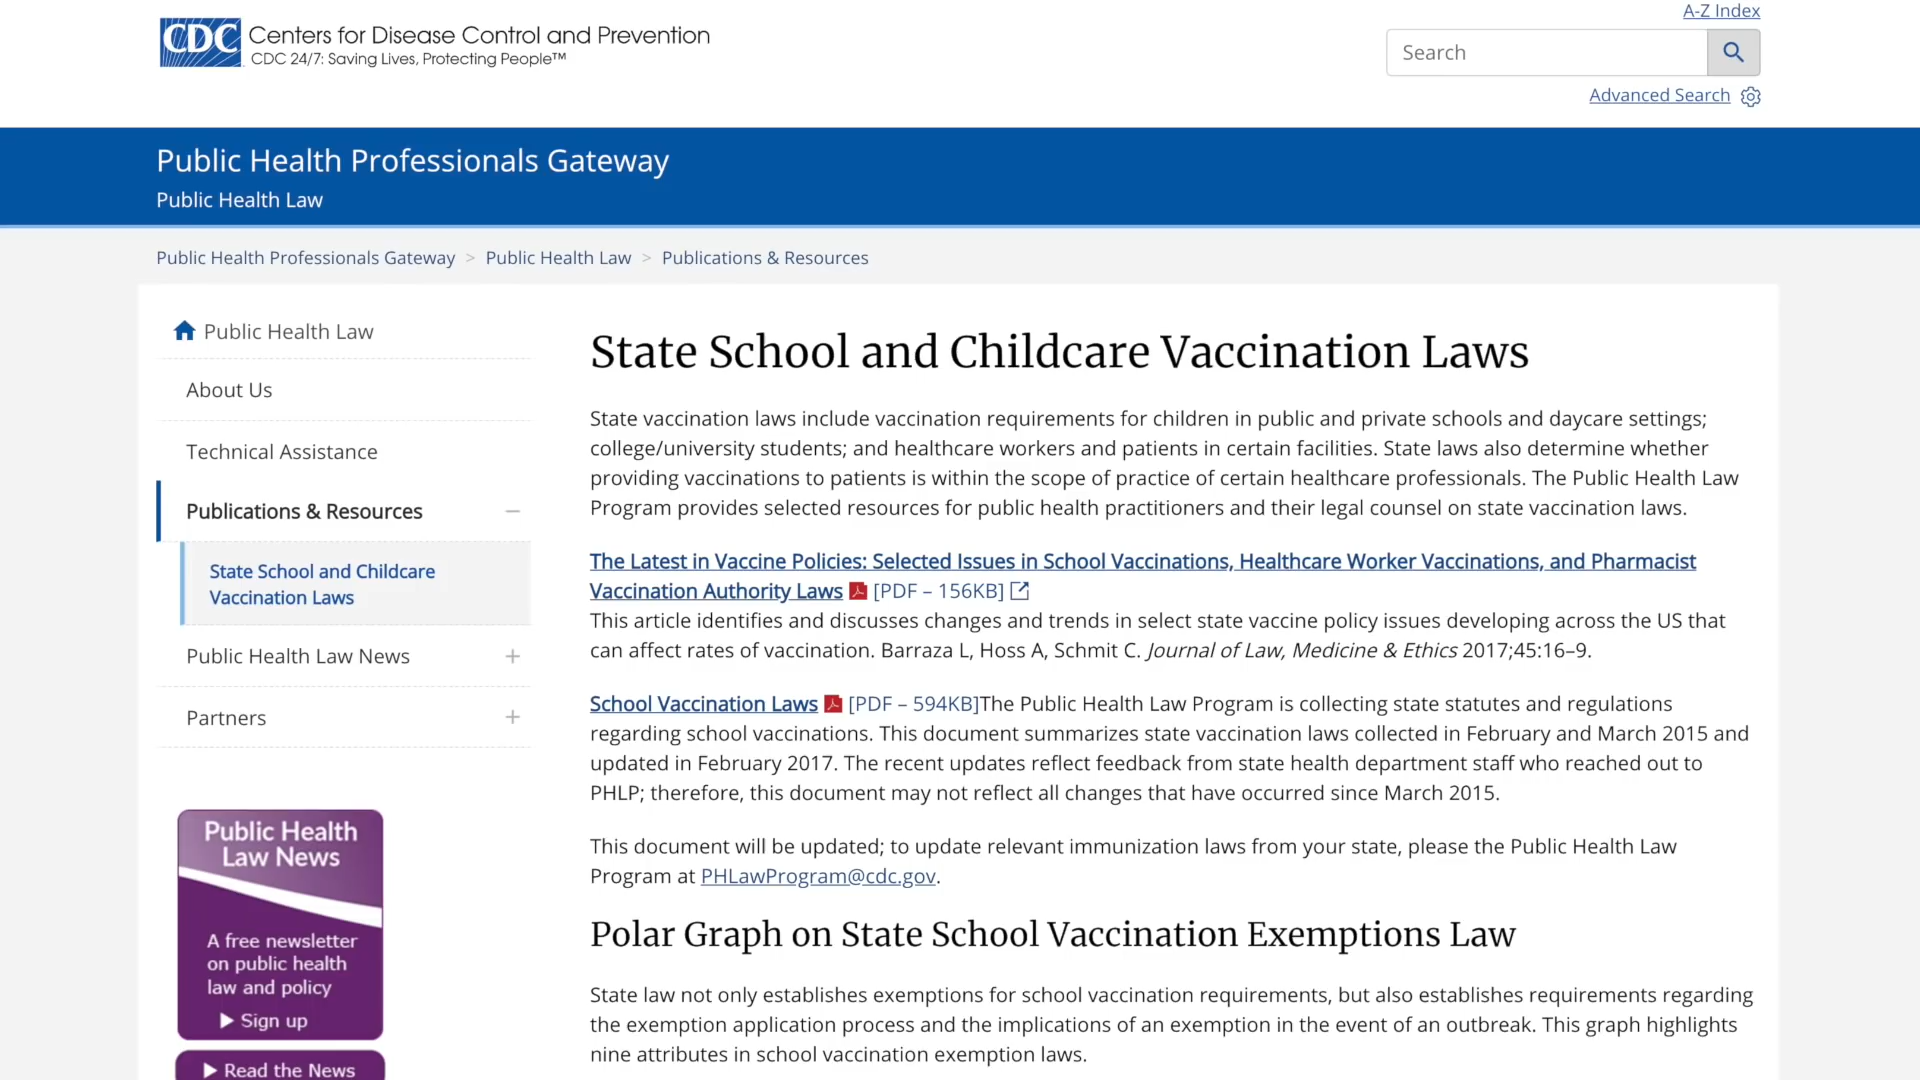 A-Z Index
CDC
Centers for Disease Control and Prevention
CDC 24/7: Saving Lives, Protecting People™
Search
Advanced Search
Public Health Professionals Gateway
Public Health Law
Public Health Professionals Gateway > Public Health Law > Publications & Resources
Public Health Law
About Us
Technical Assistance
Publications & Resources
State School and Childcare
Vaccination Laws
Public Health Law News
Partners
Public Health
Law News
A free newsletter
on public health
law and policy
Sign up
Read the News
State School and Childcare Vaccination Laws
State vaccination laws include vaccination requirements for children in public and private schools and daycare settings;
college/university students; and healthcare workers and patients in certain facilities. State laws also determine whether
providing vaccinations to patients is within the scope of practice of certain healthcare professionals. The Public Health Law
Program provides selected resources for public health practitioners and their legal counsel on state vaccination laws.
The Latest in Vaccine Policies: Selected Issues in School Vaccinations, Healthcare Worker Vaccinations, and Pharmacist
Vaccination Authority Laws [PDF – 156KB]
This article identifies and discusses changes and trends in select state vaccine policy issues developing across the US that
can affect rates of vaccination. Barraza L, Hoss A, Schmit C. Journal of Law, Medicine & Ethics 2017;45:16–9.
School Vaccination Laws [PDF – 594KB]The Public Health Law Program is collecting state statutes and regulations
regarding school vaccinations. This document summarizes state vaccination laws collected in February and March 2015 and
updated in February 2017. The recent updates reflect feedback from state health department staff who reached out to
PHLP; therefore, this document may not reflect all changes that have occurred since March 2015.
This document will be updated; to update relevant immunization laws from your state, please the Public Health Law
Program at PHLawProgram@cdc.gov.
Polar Graph on State School Vaccination Exemptions Law
State law not only establishes exemptions for school vaccination requirements, but also establishes requirements regarding
the exemption application process and the implications of an exemption in the event of an outbreak. This graph highlights
nine attributes in school vaccination exemption laws.